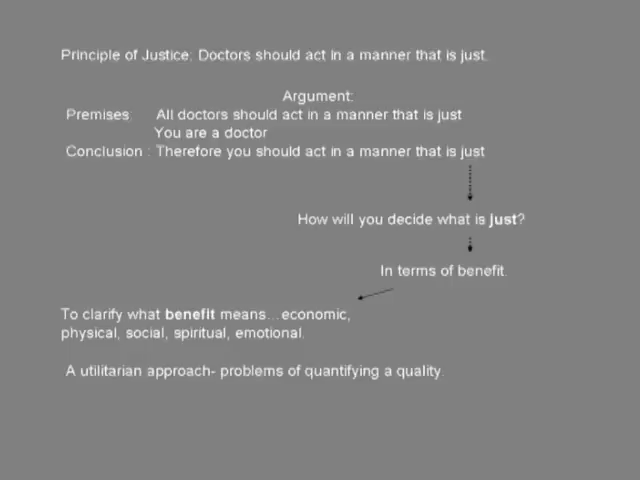 Principle of Justice: Doctors should act in a manner that is just.
Argument:
Premises: All doctors should act in a manner that is just
You are a doctor
Conclusion : Therefore you should act in a manner that is just
How will you decide what is just?
In terms of benefit.
To clarify what benefit means…economic,
physical, social, spiritual, emotional.
A utilitarian approach- problems of quantifying a quality.